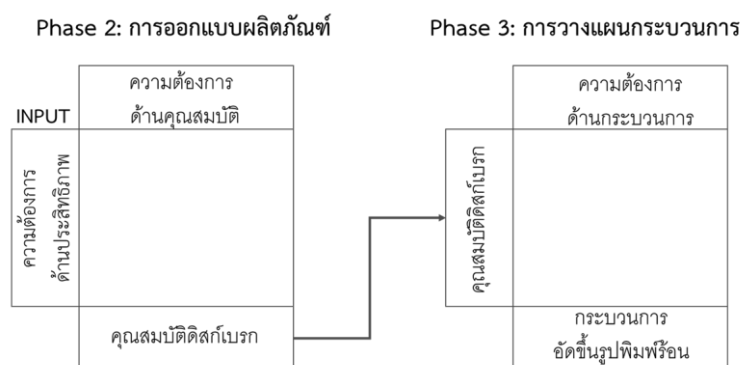 Phase 2: การออกแบบผลิตภัณฑ์
ความต้องการ
ด้านคุณสมบัติ
INPUT
ความต้องการ
ด้านประสิทธิภาพ
คุณสมบัติดิสก์เบรก
Phase 3: การวางแผนกระบวนการ
ความต้องการ
ด้านกระบวนการ
คุณสมบัติดิสก์เบรก
กระบวนการ
อัดขึ้นรูปพิมพ์ร้อน